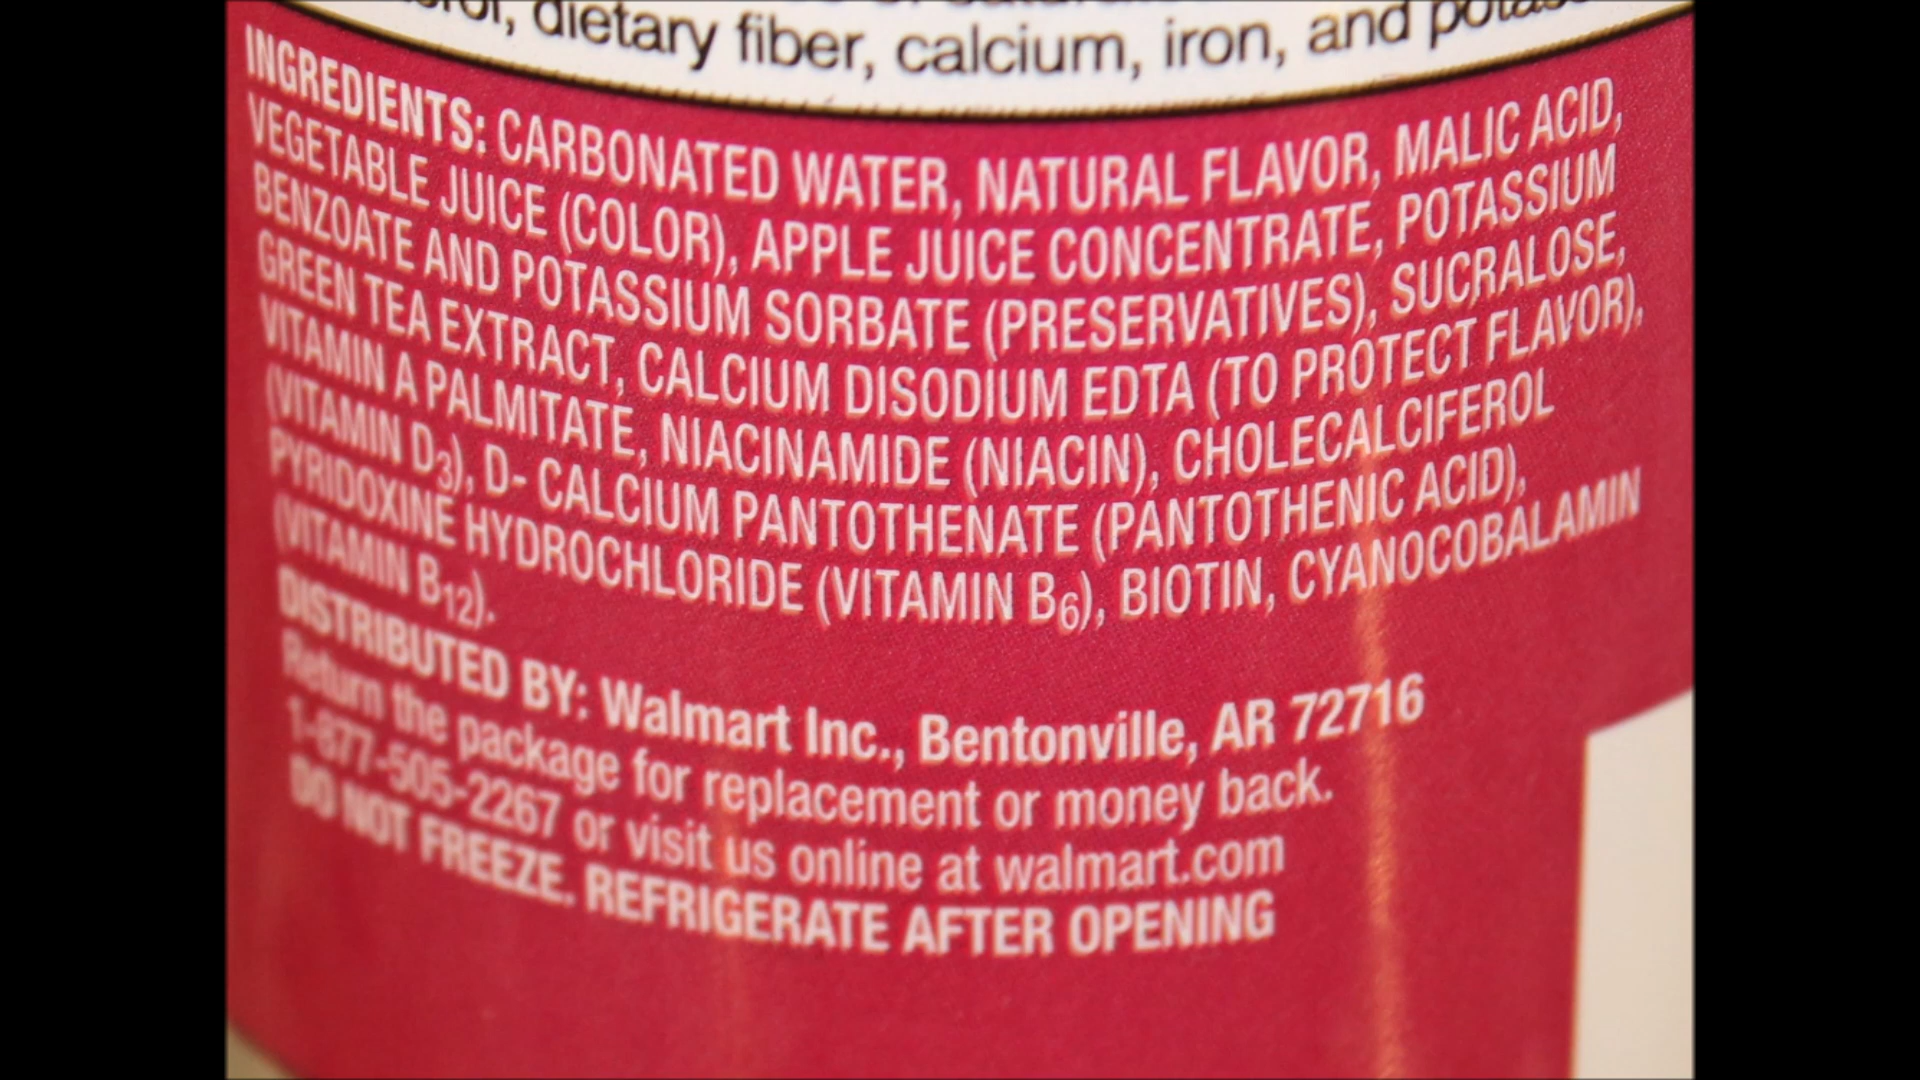 dietary fiber, calcium, iron, and
INGREDIENTS: CARBONATED WATER, NATURAL FLAVOR, MALIC ACID,
VEGETABLE JUICE (COLOR), APPLE JUICE CONCENTRATE, POTASSIUM
BENZOATE AND POTASSIUM SORBATE (PRESERVATIVES), SUCRALOSE,
GREEN TEA EXTRACT, CALCIUM DISODIUM EDTA (TO PROTECT FLAVOR),
VITAMIN A PALMITATE, NIACINAMIDE (NIACIN), CHOLECALCIFEROL
(VITAMIN D3), D- CALCIUM PANTOTHENATE (PANTOTHENIC ACID),
PYRIDOXINE HYDROCHLORIDE (VITAMIN B6), BIOTIN, CYANOCOBALAMIN
(VITAMIN B12).
DISTRIBUTED BY: Walmart Inc., Bentonville, AR 72716
Return the package for replacement or money back.
1-877-505-2267 or visit us online at walmart.com
DO NOT FREEZE. REFRIGERATE AFTER OPENING